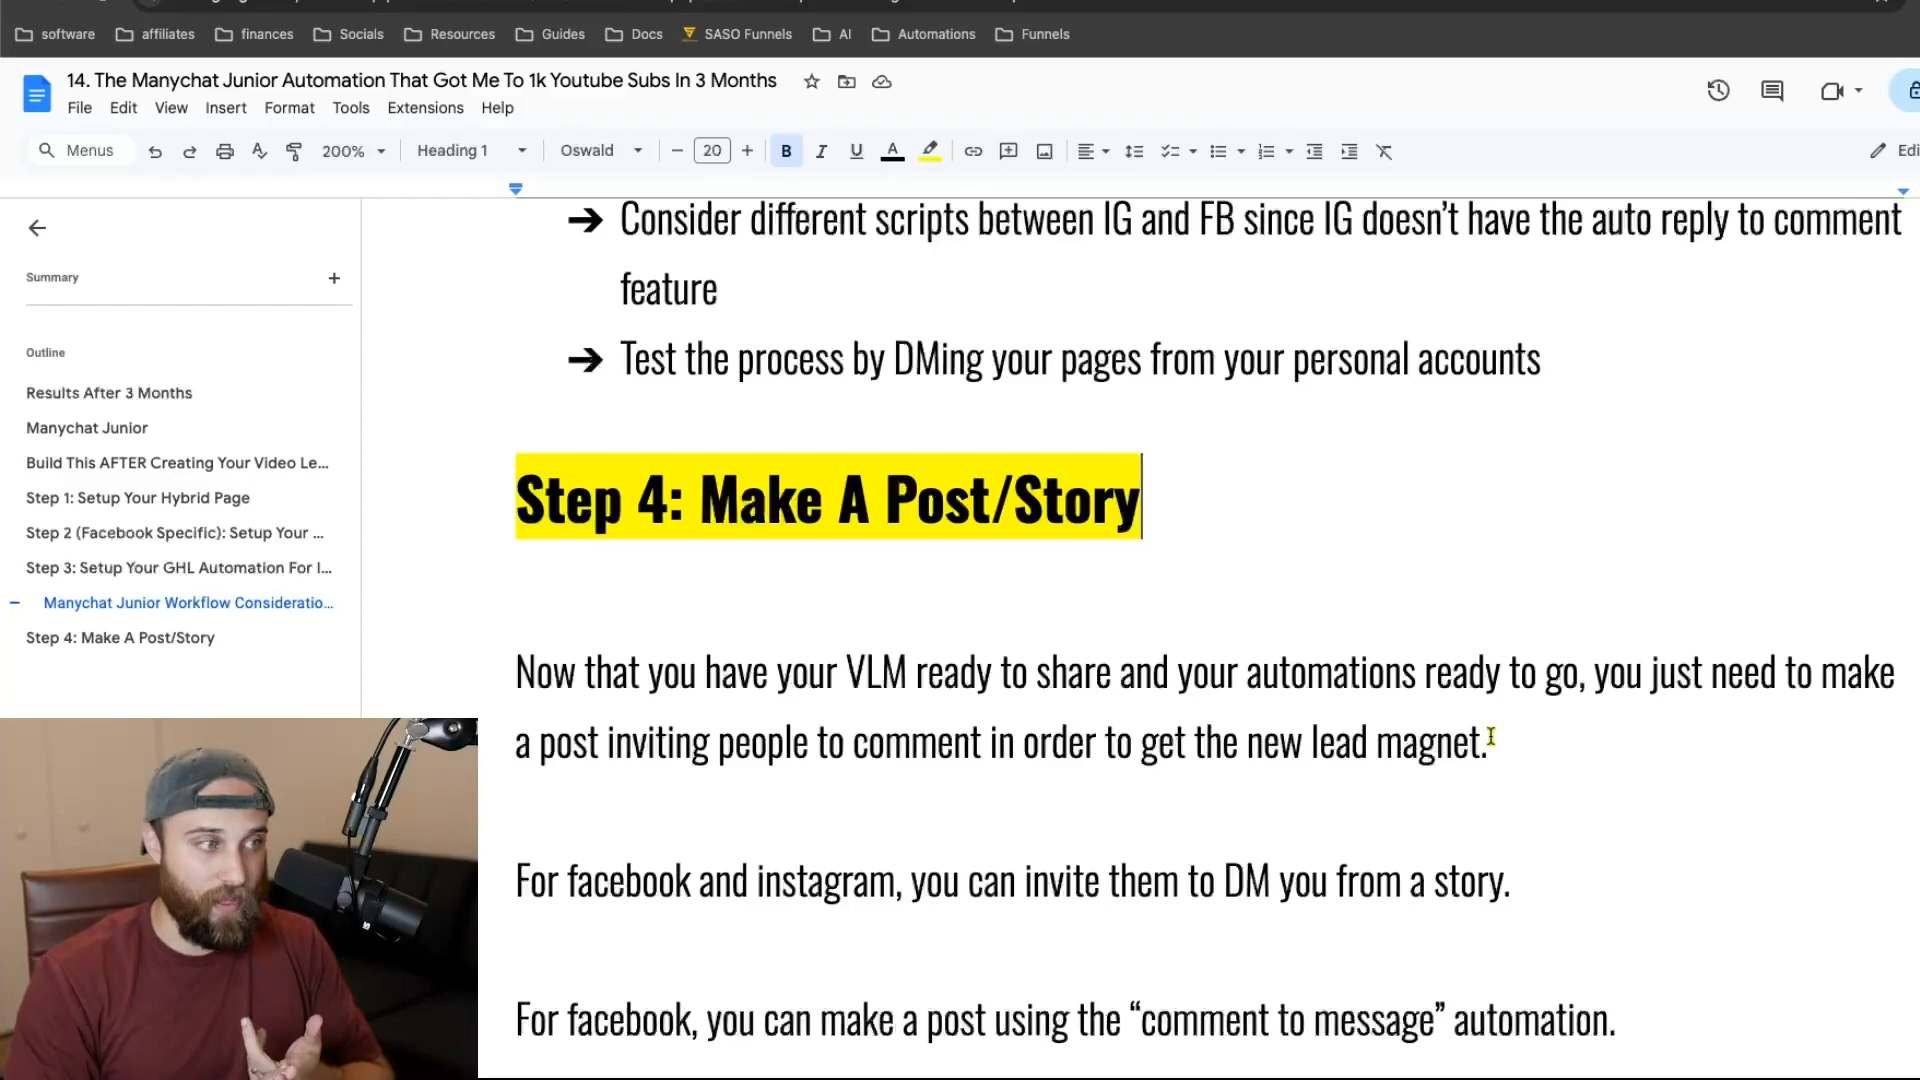 software
affiliates
finances
Socials
Resources
Guides
Docs
SASO Funnels
AI
Automations
Funnels
14. The Manychat Junior Automation That Got Me To 1k Youtube Subs In 3 Months
File Edit View Insert Format Tools Extensions Help
Menus
200%
Heading 1
Oswald
20
B I U A
Edi
Summary
Outline
Results After 3 Months
Manychat Junior
Build This AFTER Creating Your Video Le...
Step 1: Setup Your Hybrid Page
Step 2 (Facebook Specific): Setup Your ...
Step 3: Setup Your GHL Automation For I...
Manychat Junior Workflow Consideratio...
Step 4: Make A Post/Story
➔ Consider different scripts between IG and FB since IG doesn’t have the auto reply to comment
feature
➔ Test the process by DMing your pages from your personal accounts
Step 4: Make A Post/Story
Now that you have your VLM ready to share and your automations ready to go, you just need to make
a post inviting people to comment in order to get the new lead magnet.
For facebook and instagram, you can invite them to DM you from a story.
For facebook, you can make a post using the “comment to message” automation.